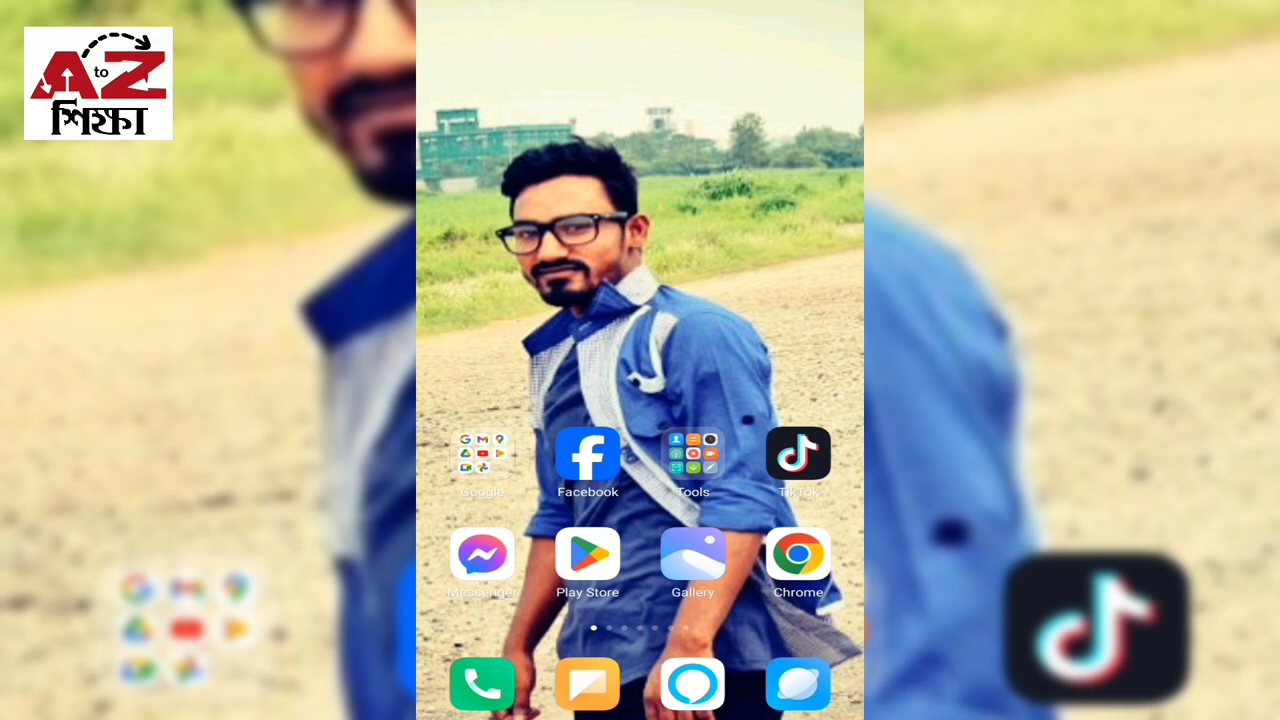 A to Z
শিক্ষা
Google
Facebook
Tools
TikTok
Messenger
Play Store
Gallery
Chrome